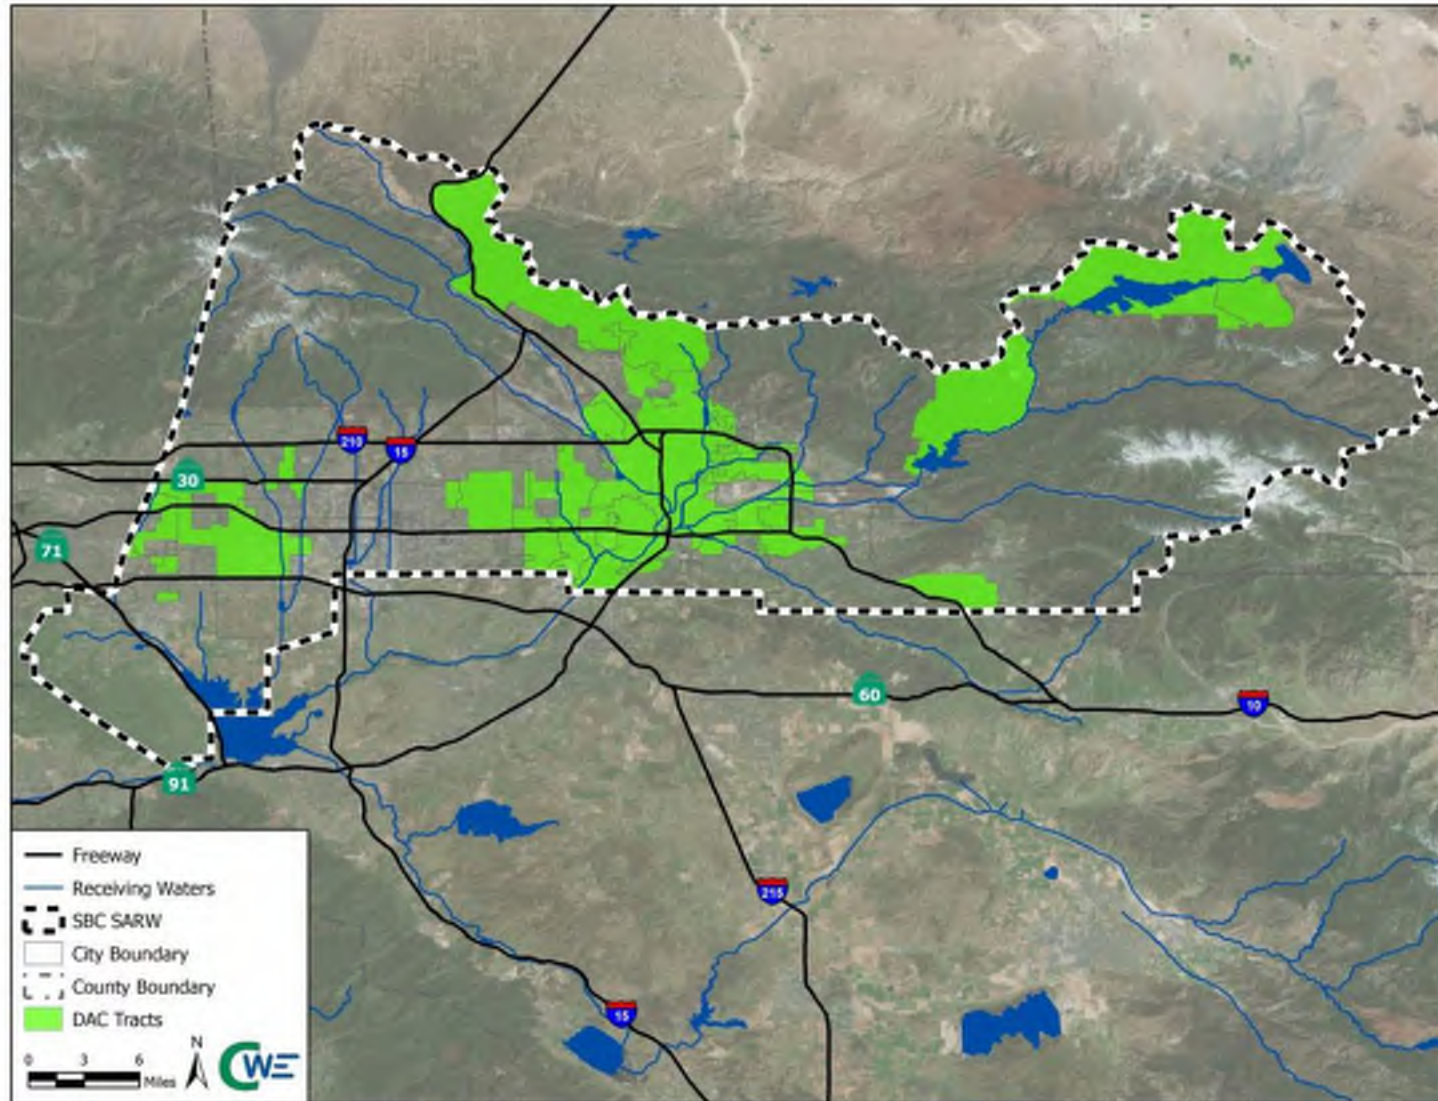 210
15
30
71
60
10
91
215
15
Freeway
Receiving Waters
SBC SARW
City Boundary
County Boundary
DAC Tracts
N
0 3 6
Miles
CWE